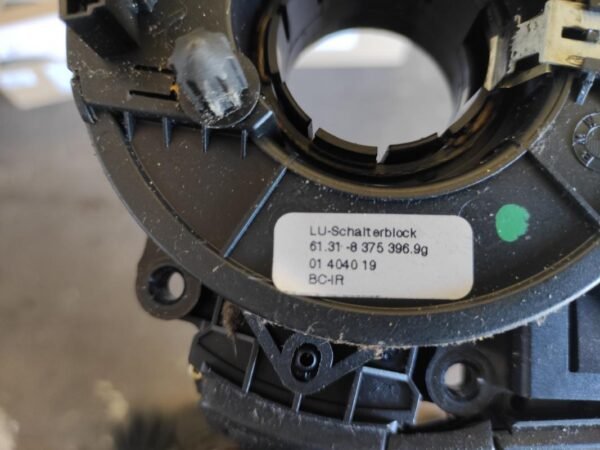 LU-Schalterblock
61.31 -8 375 396.9g
01 4040 19
BC-IR